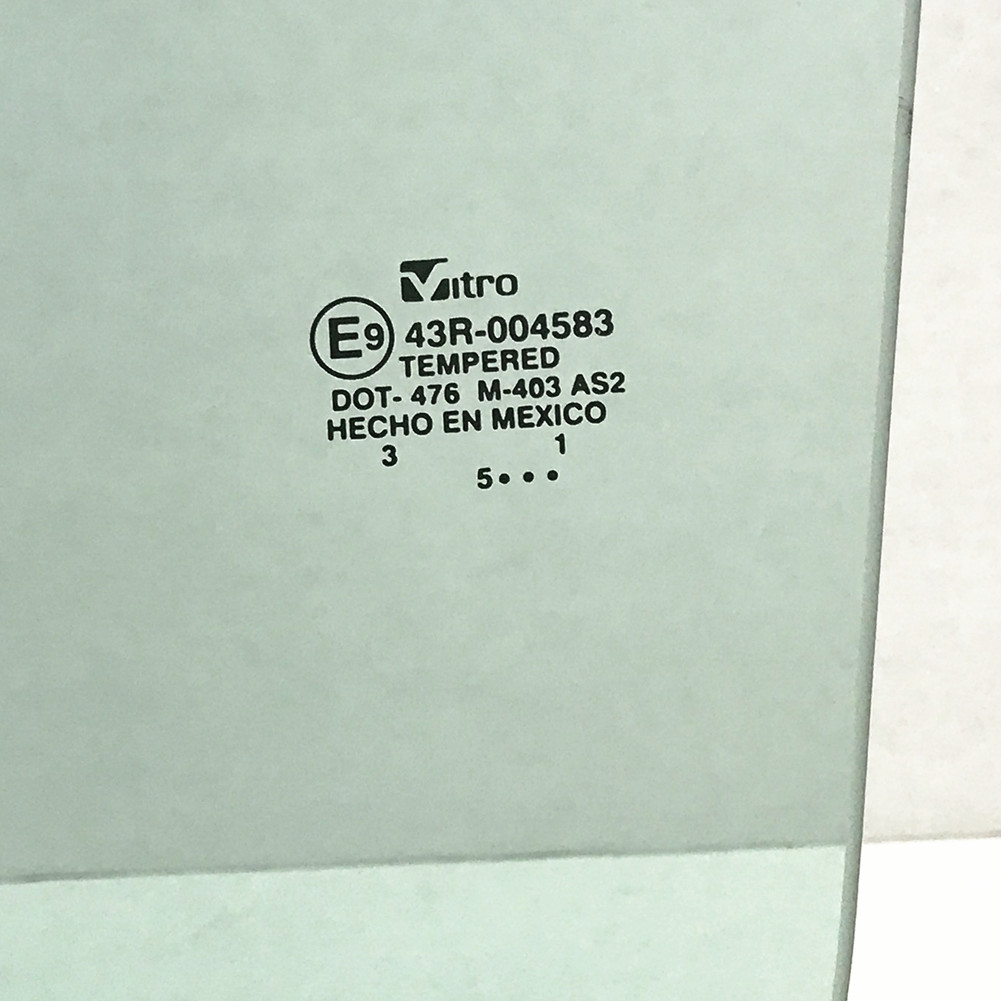 Vitro
E9 43R-004583
TEMPERED
DOT- 476 M-403 AS2
HECHO EN MEXICO
3 1
5•••